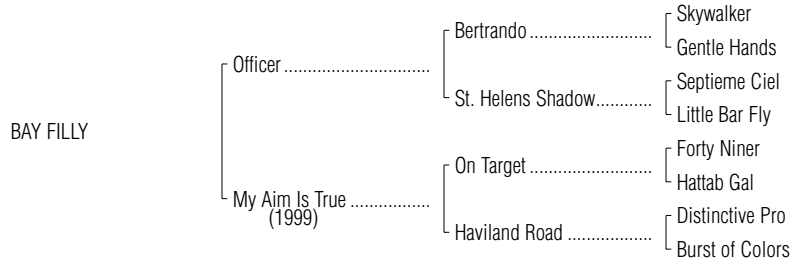 Skywalker
Bertrando ..............................
Gentle Hands
Officer ..............................
Septieme Ciel
St. Helens Shadow.............
Little Bar Fly
BAY FILLY
Forty Niner
On Target ..............................
Hattab Gal
My Aim Is True ..................
(1999)
Distinctive Pro
Haviland Road ....................
Burst of Colors